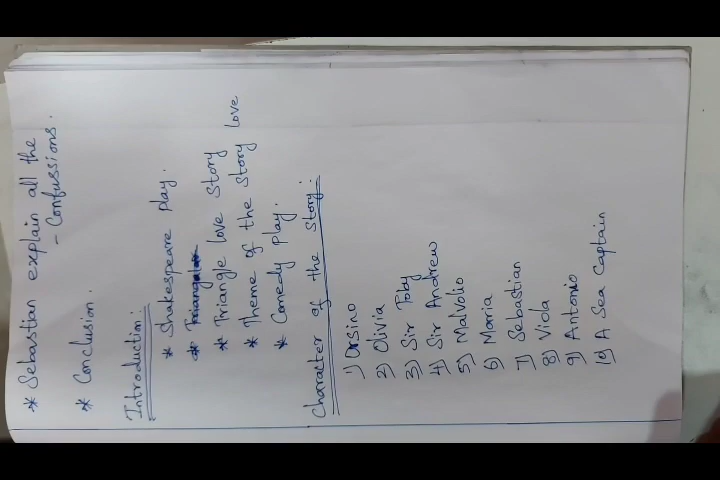 * Sebastian explain all the
- Confussions.
* Conclusion.
Introduction:
* Shakespeare play.
* Triangle love story
* Theme of the story love
* Comedy play.
Character of the story:
1) Orsino
2) Olivia
3) Sir Toby
4) Sir Andrew
5) Malvolio
6) Marria
7) Sebastian
8) Viola
9) Antonio
10) A Sea Captain